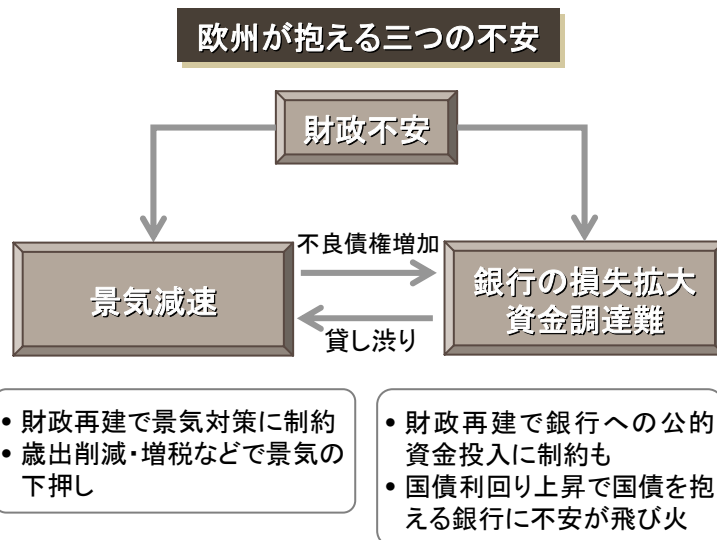 欧州が抱える三つの不安
財政不安
不良債権増加
景気減速
銀行の損失拡大
資金調達難
貸し渋り
• 財政再建で景気対策に制約
• 歳出削減・増税などで景気の
下押し
• 財政再建で銀行への公的
資金投入に制約も
• 国債利回り上昇で国債を抱
える銀行に不安が飛び火